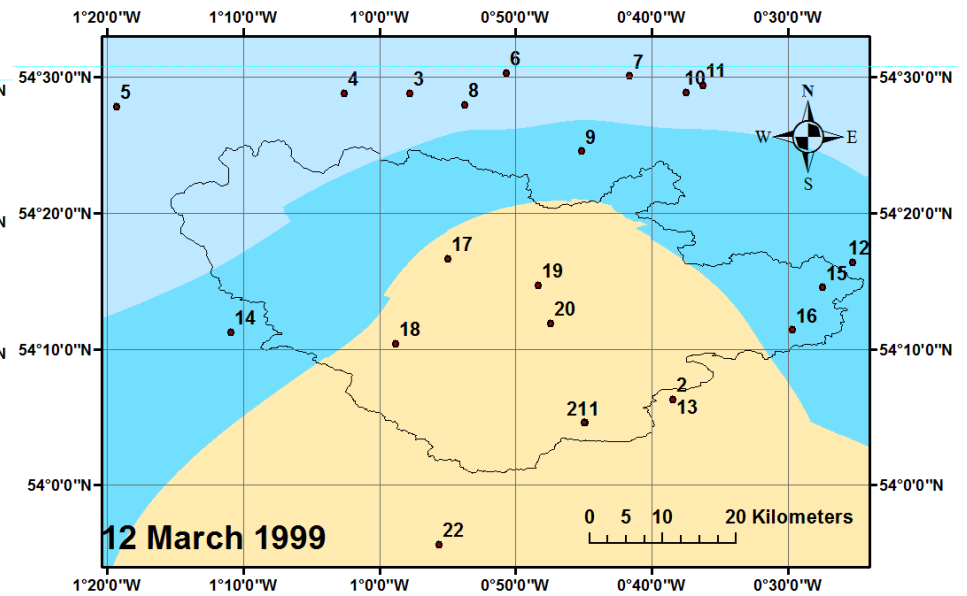 1°20'0"W 1°10'0"W 1°0'0"W 0°50'0"W 0°40'0"W 0°30'0"W
6 7
54°30'0"N 54°30'0"N
5 4 3 8 10 11
N
N
W E
S
9
54°20'0"N 54°20'0"N
N
17 12
19 15
20 16
14 18
54°10'0"N 54°10'0"N
N
2
211 13
54°0'0"N 54°0'0"N
0 5 10 20 Kilometers
12 March 1999
22
1°20'0"W 1°10'0"W 1°0'0"W 0°50'0"W 0°40'0"W 0°30'0"W